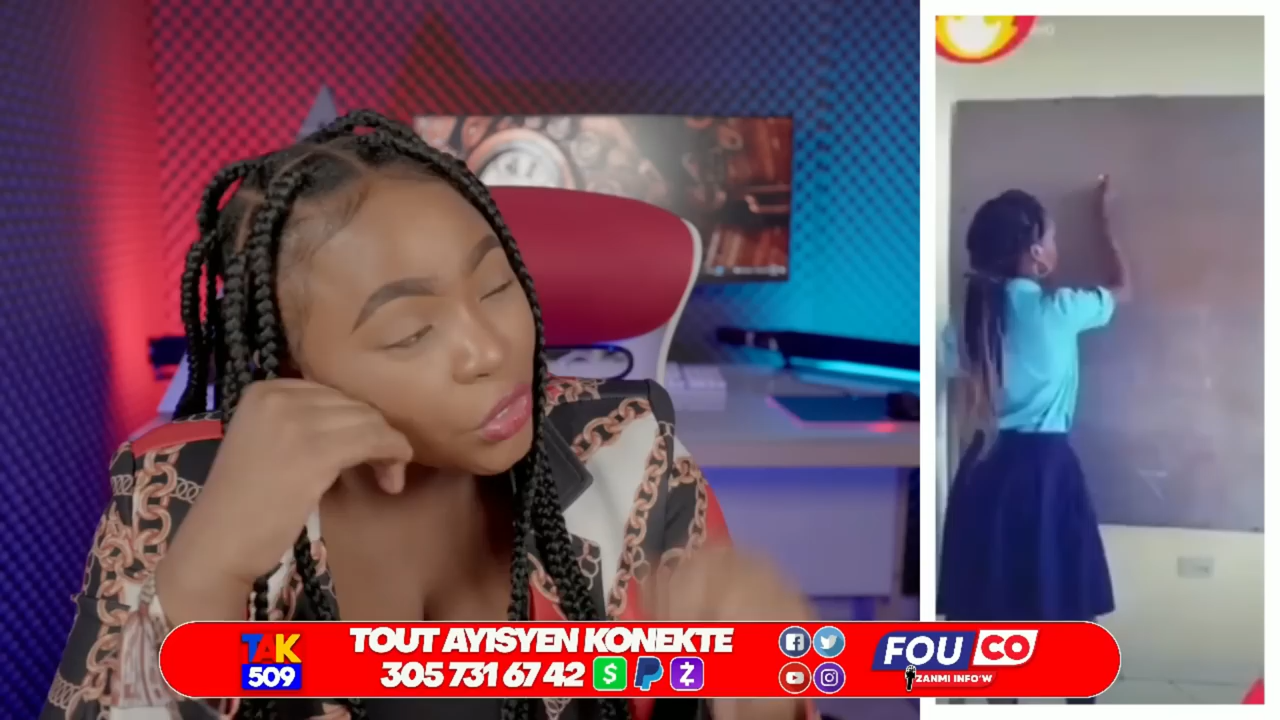 TAK
509
TOUT AYISYEN KONEKTE
305 731 67 42
FOU CO
ZANMI INFO'W